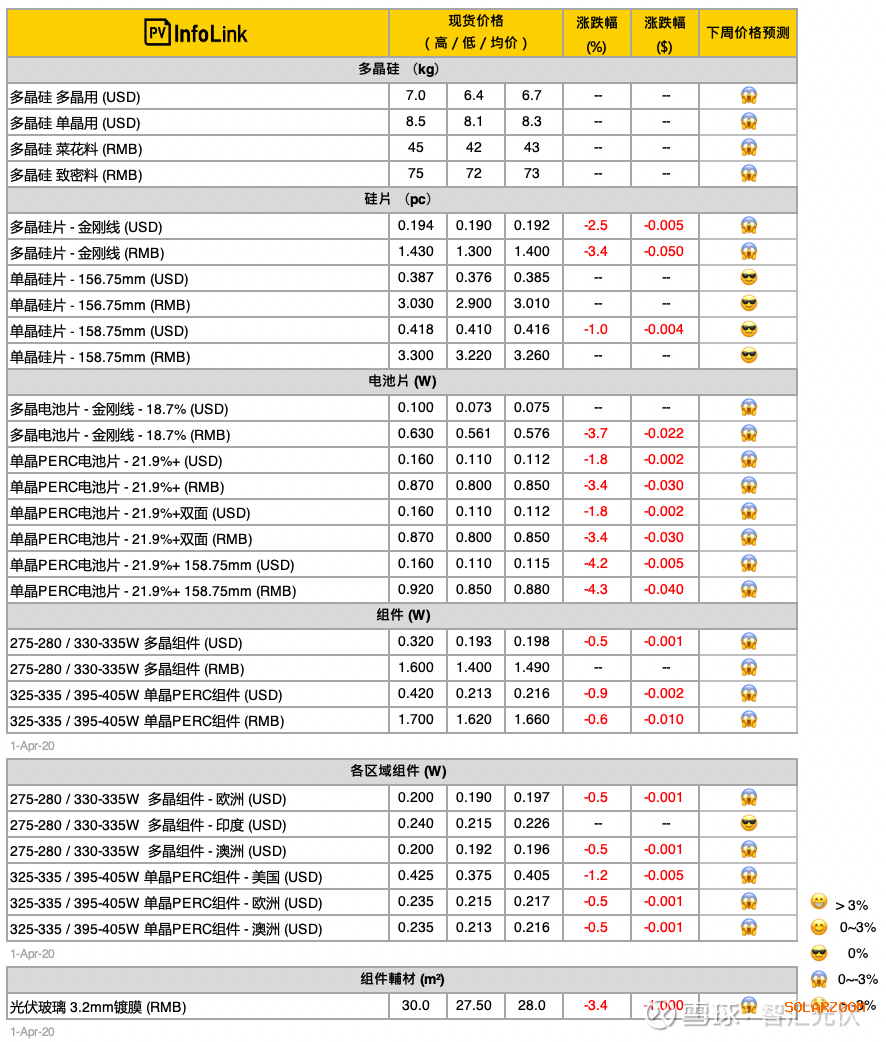 PV InfoLink 现货价格 涨跌幅 涨跌幅 下周价格预测
(高/低/均价) (%) ($)
多晶硅 (kg)
多晶硅 多晶用 (USD) 7.0 6.4 6.7 -- --
多晶硅 单晶用 (USD) 8.5 8.1 8.3 -- --
多晶硅 菜花料 (RMB) 45 42 43 -- --
多晶硅 致密料 (RMB) 75 72 73 -- --
硅片 (pc)
多晶硅片 - 金刚线 (USD) 0.194 0.190 0.192 -2.5 -0.005
多晶硅片 - 金刚线 (RMB) 1.430 1.300 1.400 -3.4 -0.050
单晶硅片 - 156.75mm (USD) 0.387 0.376 0.385 -- --
单晶硅片 - 156.75mm (RMB) 3.030 2.900 3.010 -- --
单晶硅片 - 158.75mm (USD) 0.418 0.410 0.416 -1.0 -0.004
单晶硅片 - 158.75mm (RMB) 3.300 3.220 3.260 -- --
电池片 (W)
多晶电池片 - 金刚线 - 18.7% (USD) 0.100 0.073 0.075 -- --
多晶电池片 - 金刚线 - 18.7% (RMB) 0.630 0.561 0.576 -3.7 -0.022
单晶PERC电池片 - 21.9%+ (USD) 0.160 0.110 0.112 -1.8 -0.002
单晶PERC电池片 - 21.9%+ (RMB) 0.870 0.800 0.850 -3.4 -0.030
单晶PERC电池片 - 21.9%+双面 (USD) 0.160 0.110 0.112 -1.8 -0.002
单晶PERC电池片 - 21.9%+双面 (RMB) 0.870 0.800 0.850 -3.4 -0.030
单晶PERC电池片 - 21.9%+ 158.75mm (USD) 0.160 0.110 0.115 -4.2 -0.005
单晶PERC电池片 - 21.9%+ 158.75mm (RMB) 0.920 0.850 0.880 -4.3 -0.040
组件 (W)
275-280 / 330-335W 多晶组件 (USD) 0.320 0.193 0.198 -0.5 -0.001
275-280 / 330-335W 多晶组件 (RMB) 1.600 1.400 1.490 -- --
325-335 / 395-405W 单晶PERC组件 (USD) 0.420 0.213 0.216 -0.9 -0.002
325-335 / 395-405W 单晶PERC组件 (RMB) 1.700 1.620 1.660 -0.6 -0.010
1-Apr-20
各区域组件 (W)
275-280 / 330-335W 多晶组件 - 欧洲 (USD) 0.200 0.190 0.197 -0.5 -0.001
275-280 / 330-335W 多晶组件 - 印度 (USD) 0.240 0.215 0.226 -- --
275-280 / 330-335W 多晶组件 - 澳洲 (USD) 0.200 0.192 0.196 -0.5 -0.001
325-335 / 395-405W 单晶PERC组件 - 美国 (USD) 0.425 0.375 0.405 -1.2 -0.005
325-335 / 395-405W 单晶PERC组件 - 欧洲 (USD) 0.235 0.215 0.217 -0.5 -0.001
325-335 / 395-405W 单晶PERC组件 - 澳洲 (USD) 0.235 0.213 0.216 -0.5 -0.001
1-Apr-20
> 3%
0~3%
0%
0~-3%
组件輔材 (m²)
光伏玻璃 3.2mm镀膜 (RMB) 30.0 27.50 28.0 -3.4 -1.000
SOLARZOOM
雪球·智汇光伏
1-Apr-20